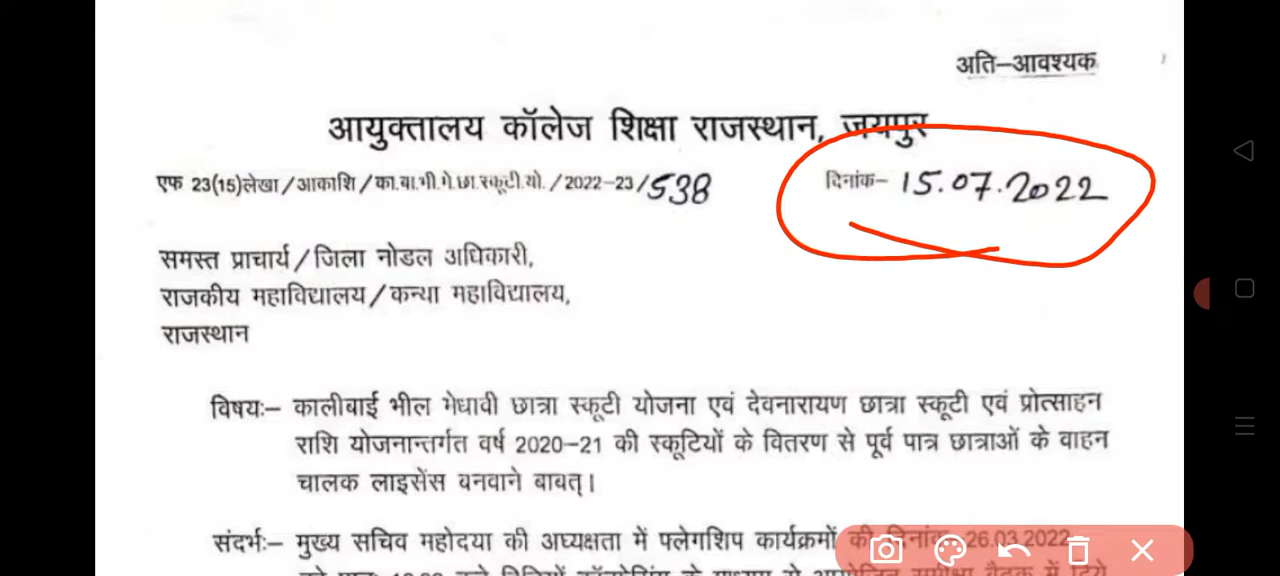 अति–आवश्यक
आयुक्तालय कॉलेज शिक्षा राजस्थान, जयपुर
एफ 23(15)लेखा/आकाशि/का.बा.भी.मे.छा.स्कूटी.यो./2022–23/538
दिनांक– 15.07.2022
समस्त प्राचार्य/जिला नोडल अधिकारी,
राजकीय महाविद्यालय/कन्या महाविद्यालय,
राजस्थान
विषयः– कालीबाई भील मेधावी छात्रा स्कूटी योजना एवं देवनारायण छात्रा स्कूटी एवं प्रोत्साहन
राशि योजनान्तर्गत वर्ष 2020–21 की स्कूटियों के वितरण से पूर्व पात्र छात्राओं के वाहन
चालक लाइसेंस बनवाने बाबत्।
संदर्भः– मुख्य सचिव महोदया की अध्यक्षता में फ्लेगशिप कार्यक्रमों की दिनांक 26.03.2022